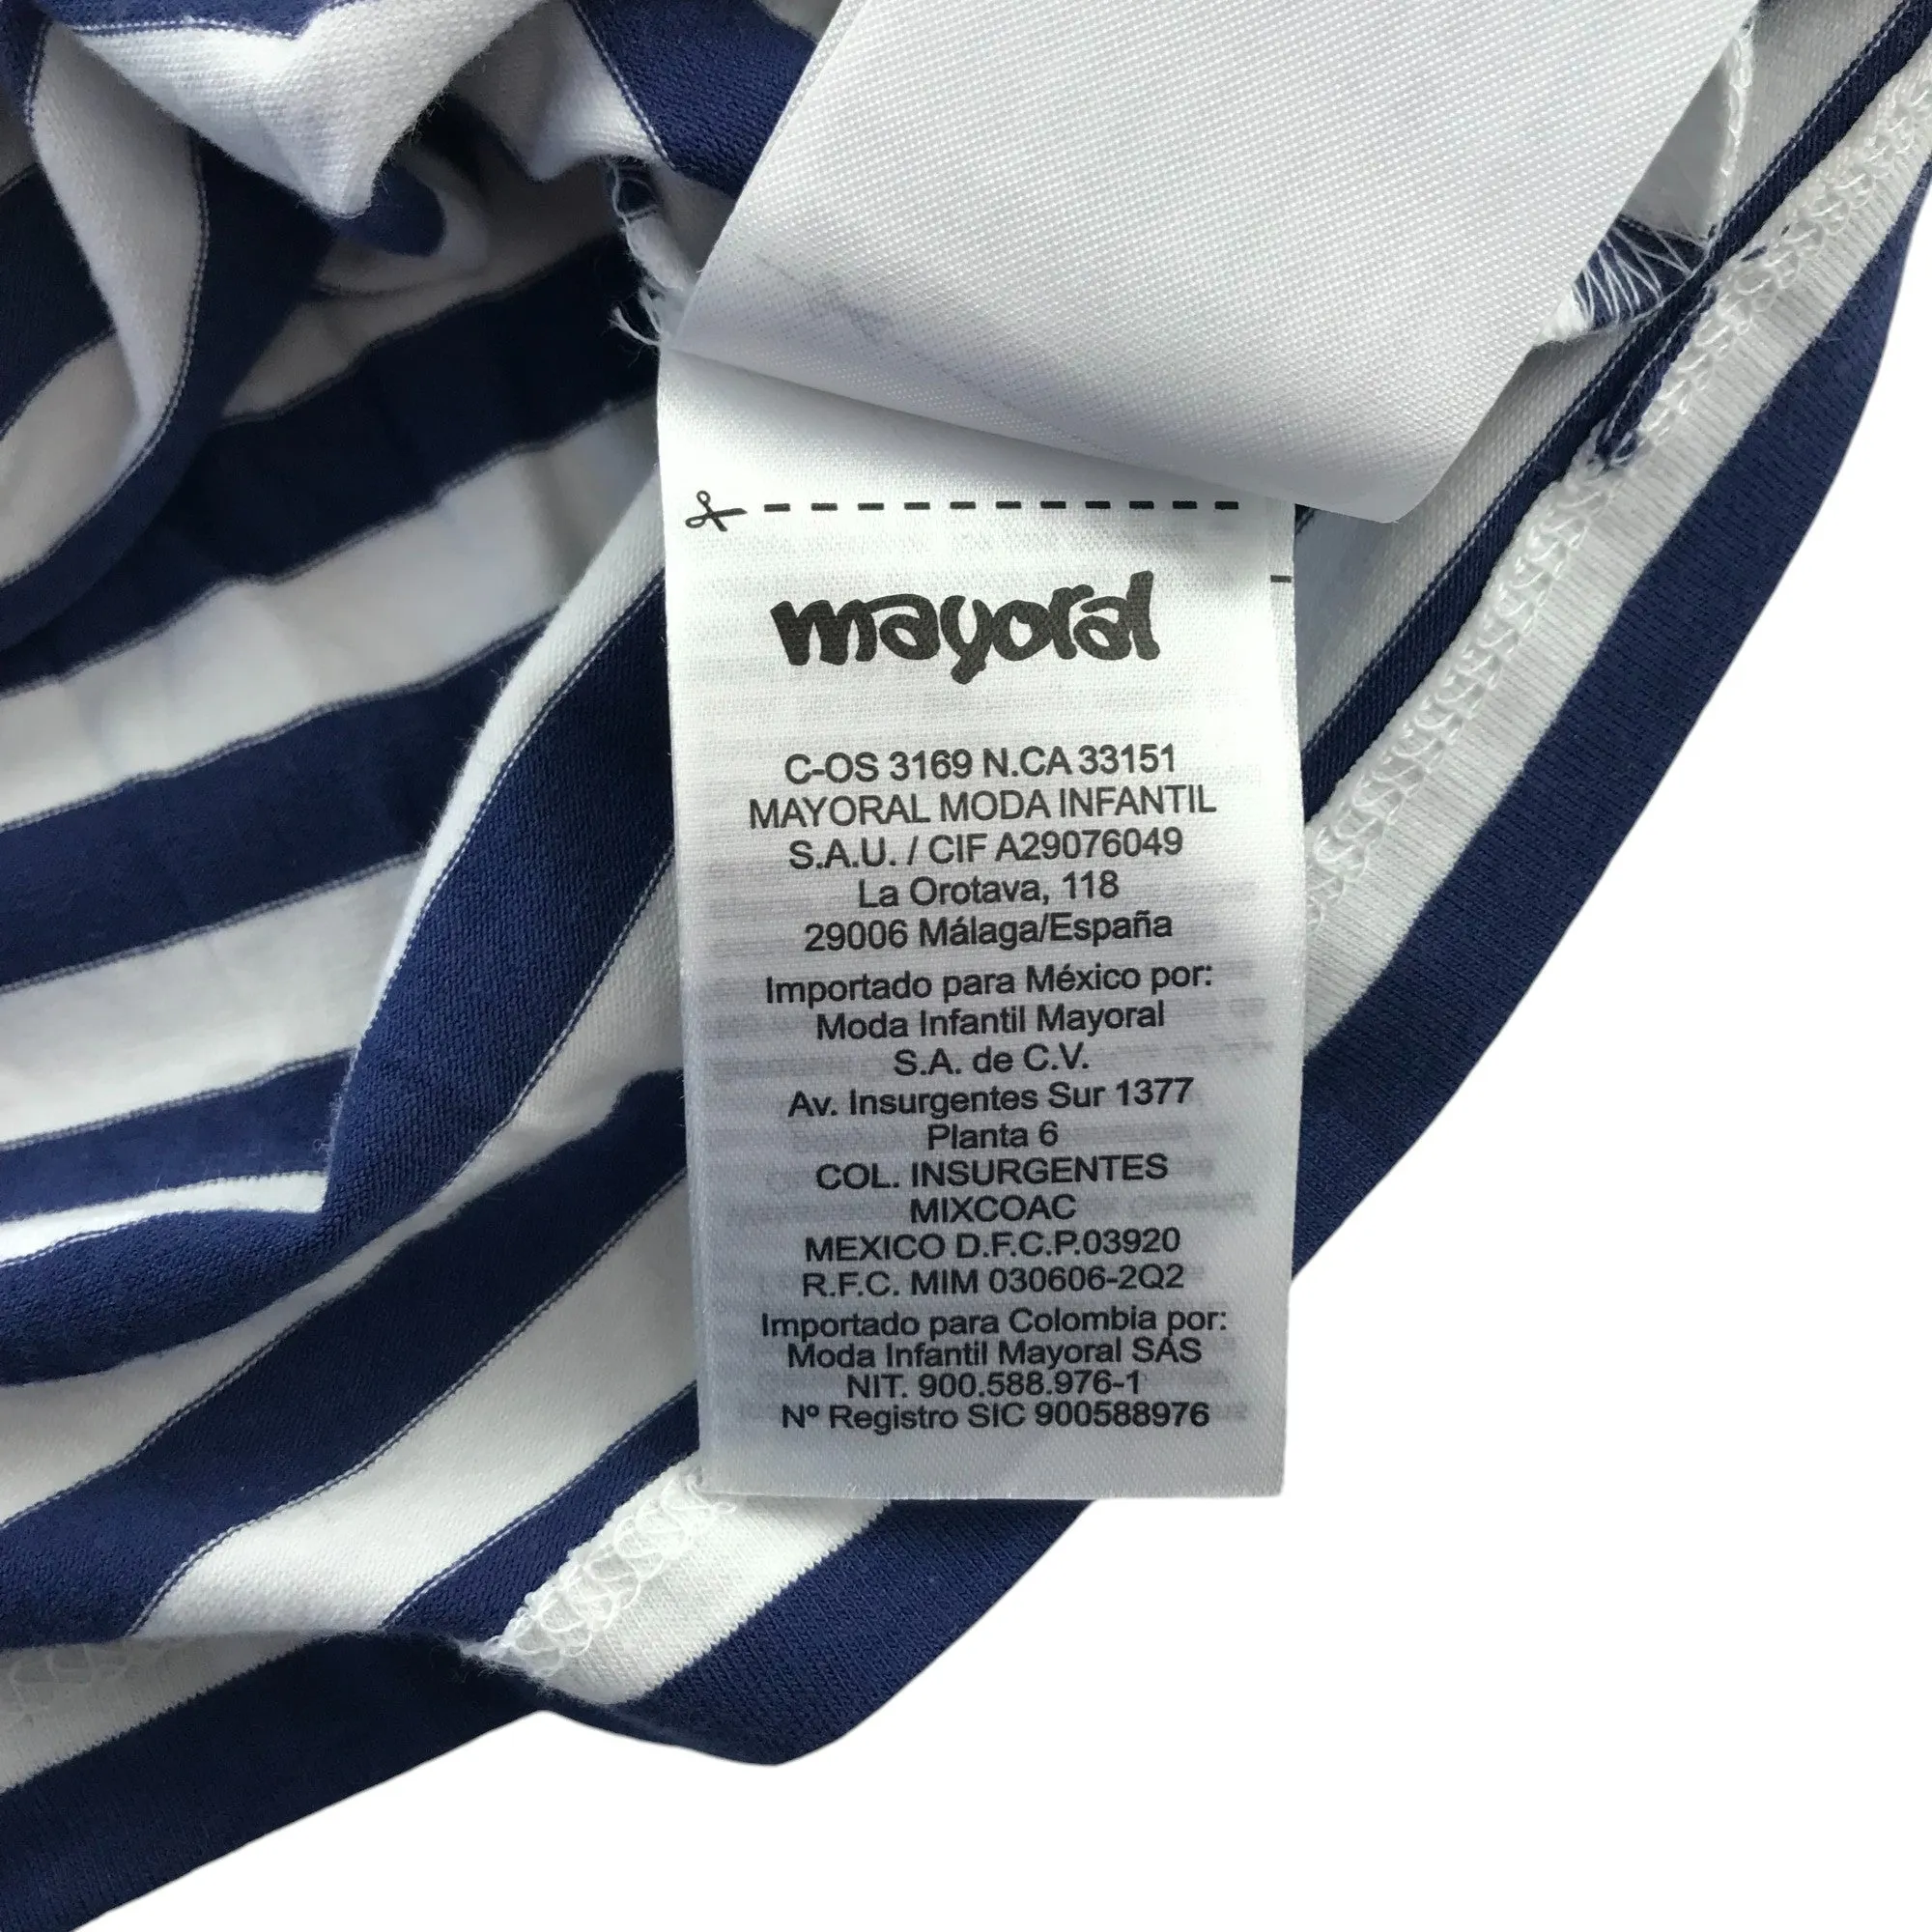 mayoral
C-OS 3169 N.CA 33151
MAYORAL MODA INFANTIL
S.A.U. / CIF A29076049
La Orotava, 118
29006 Málaga/España
Importado para México por:
Moda Infantil Mayoral
S.A. de C.V.
Av. Insurgentes Sur 1377
Planta 6
COL. INSURGENTES
MIXCOAC
MEXICO D.F.C.P.03920
R.F.C. MIM 030606-2Q2
Importado para Colombia por:
Moda Infantil Mayoral SAS
NIT. 900.588.976-1
Nº Registro SIC 900588976